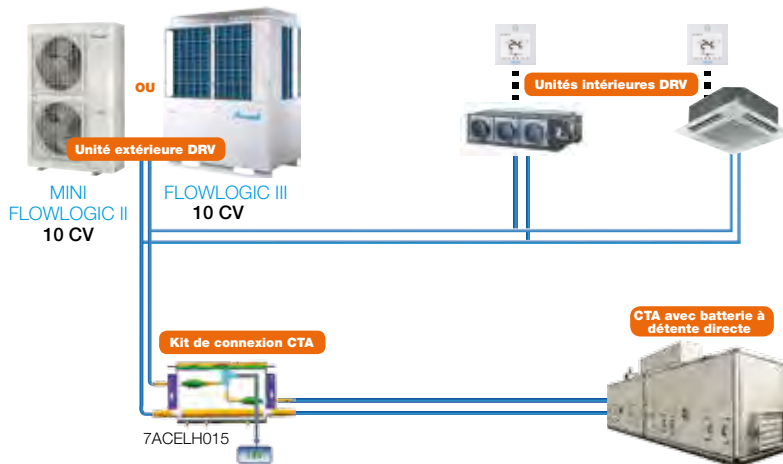 OU
Unités intérieures DRV
Unité extérieure DRV
MINI
FLOWLOGIC II
10 CV
FLOWLOGIC III
10 CV
CTA avec batterie à
détente directe
Kit de connexion CTA
7ACELH015